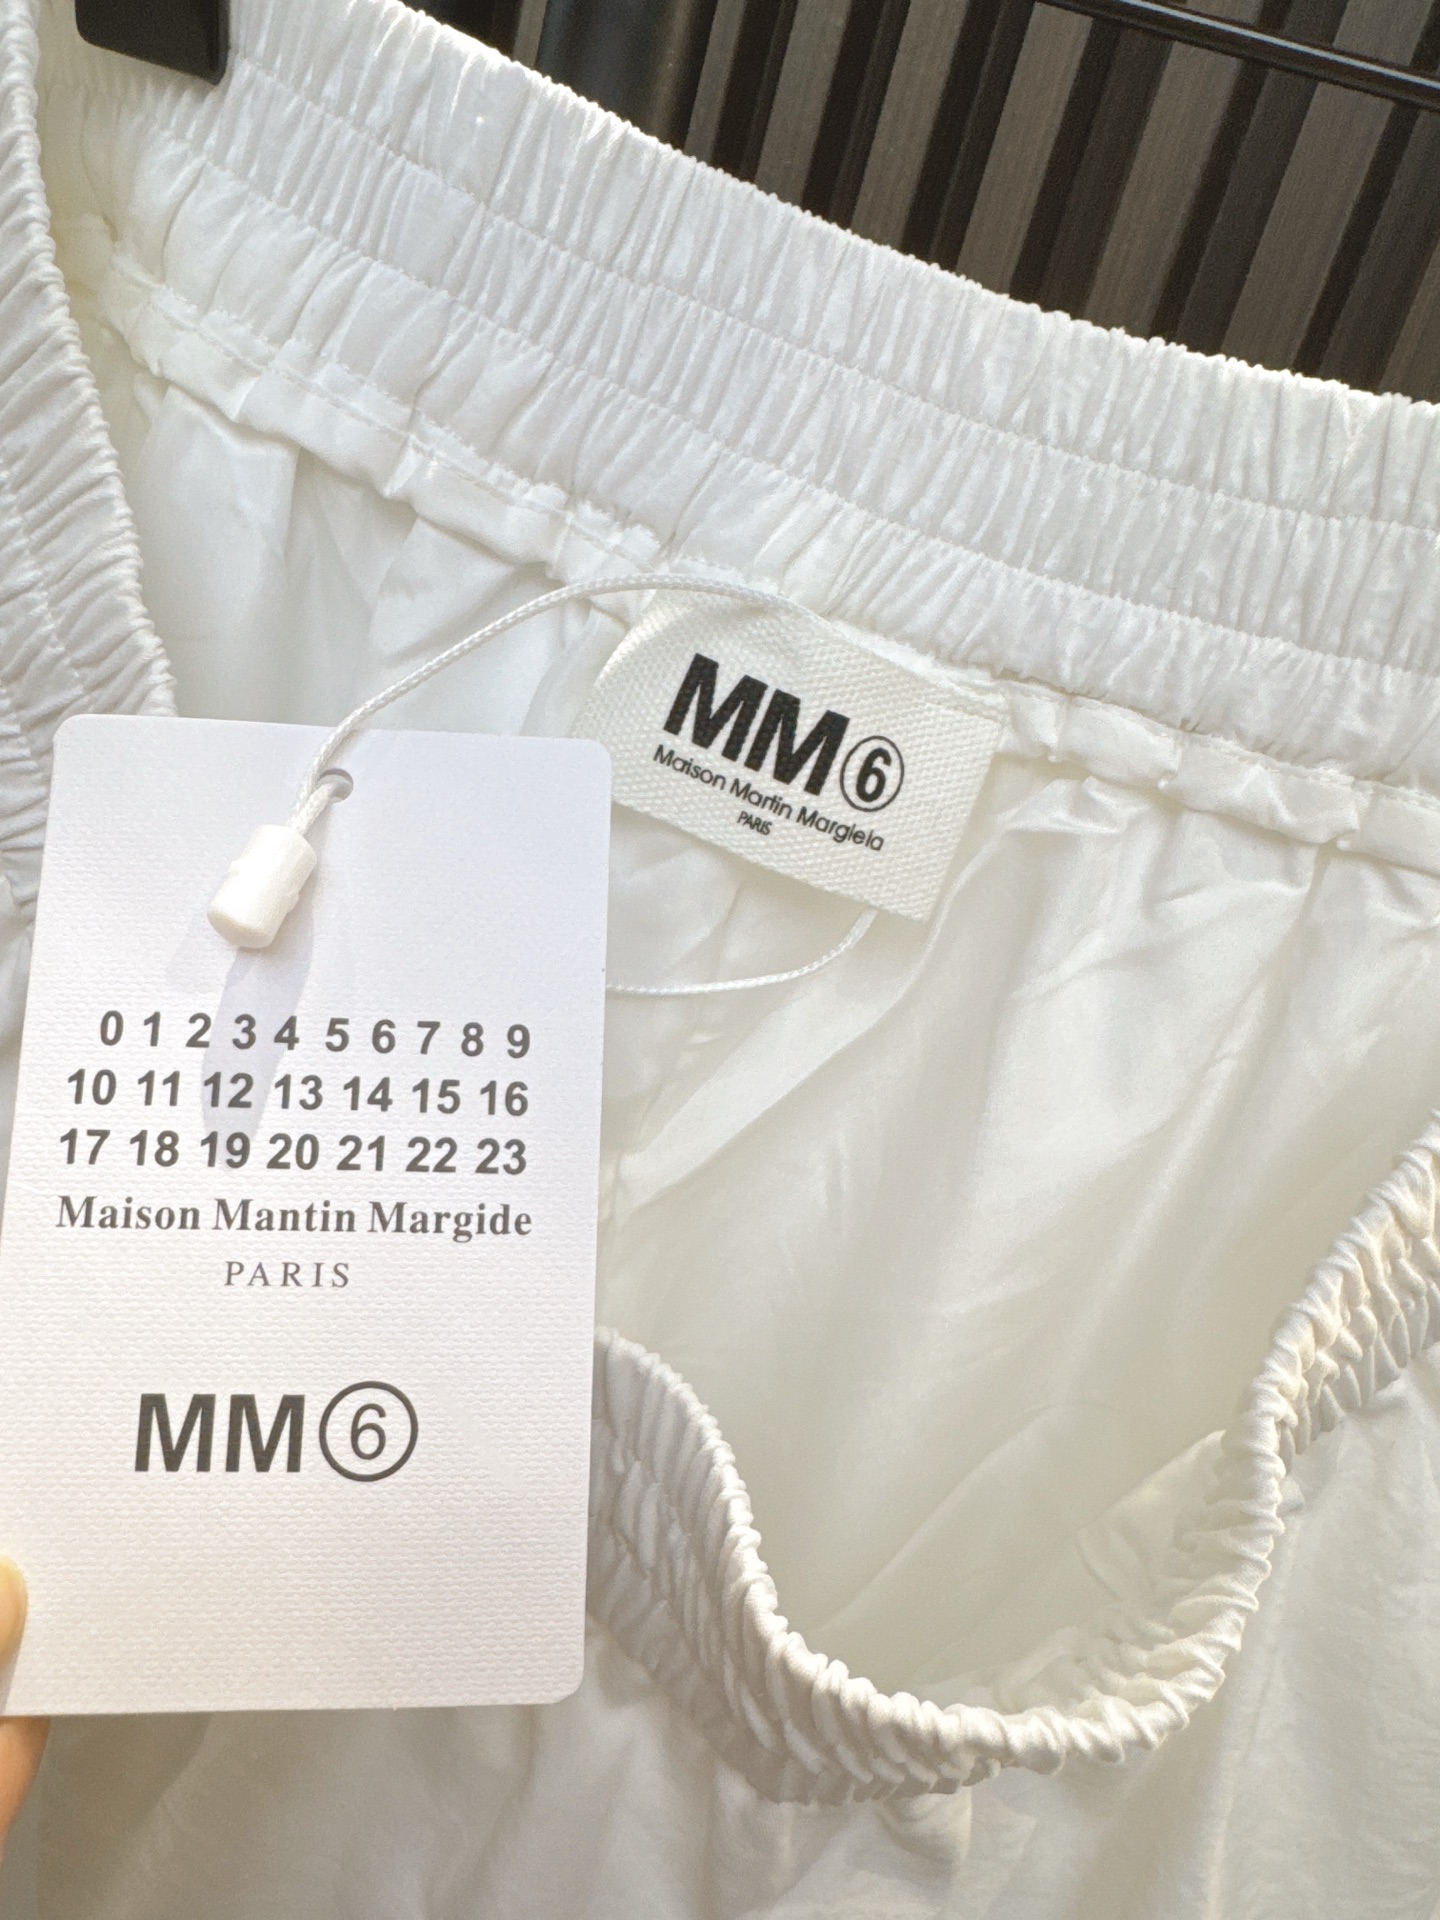 MM⑥
Maison Martin Margiela
PARIS
0 1 2 3 4 5 6 7 8 9
10 11 12 13 14 15 16
17 18 19 20 21 22 23
Maison Mantin Margide
PARIS
MM⑥